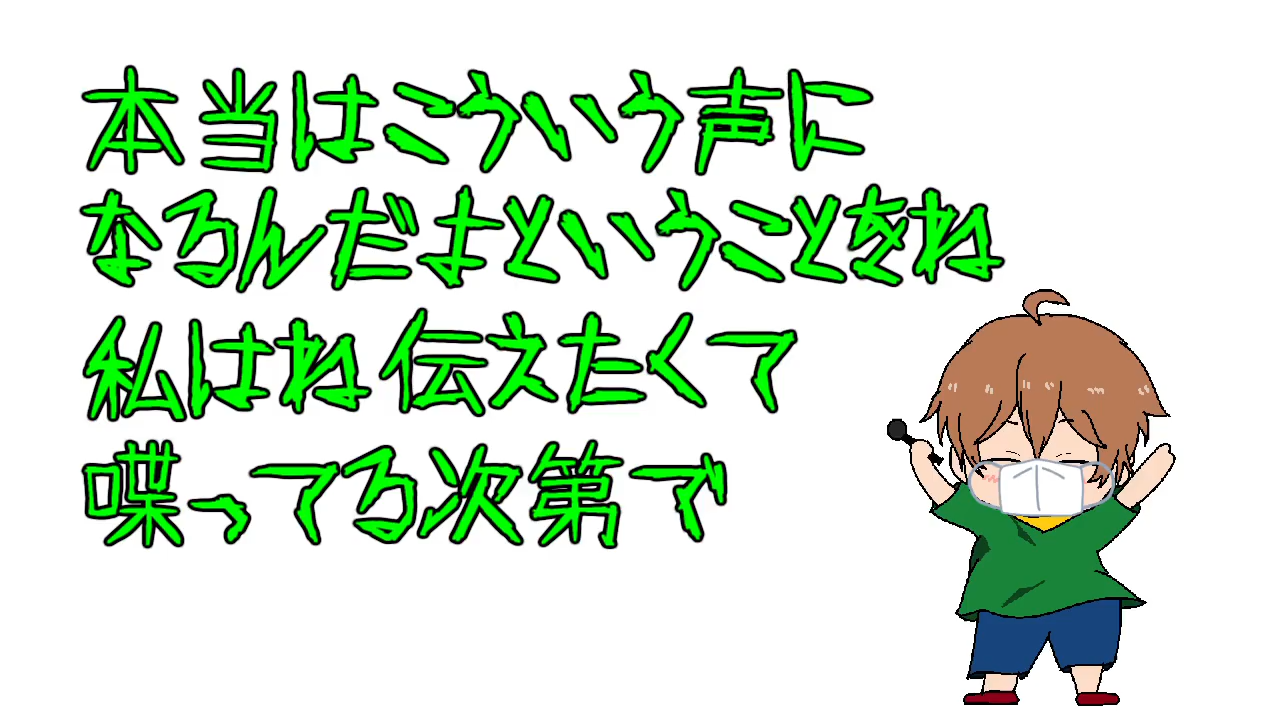 本当はこういう声に
なるんだよということをね
私はね伝えたくて
喋ってる次第で